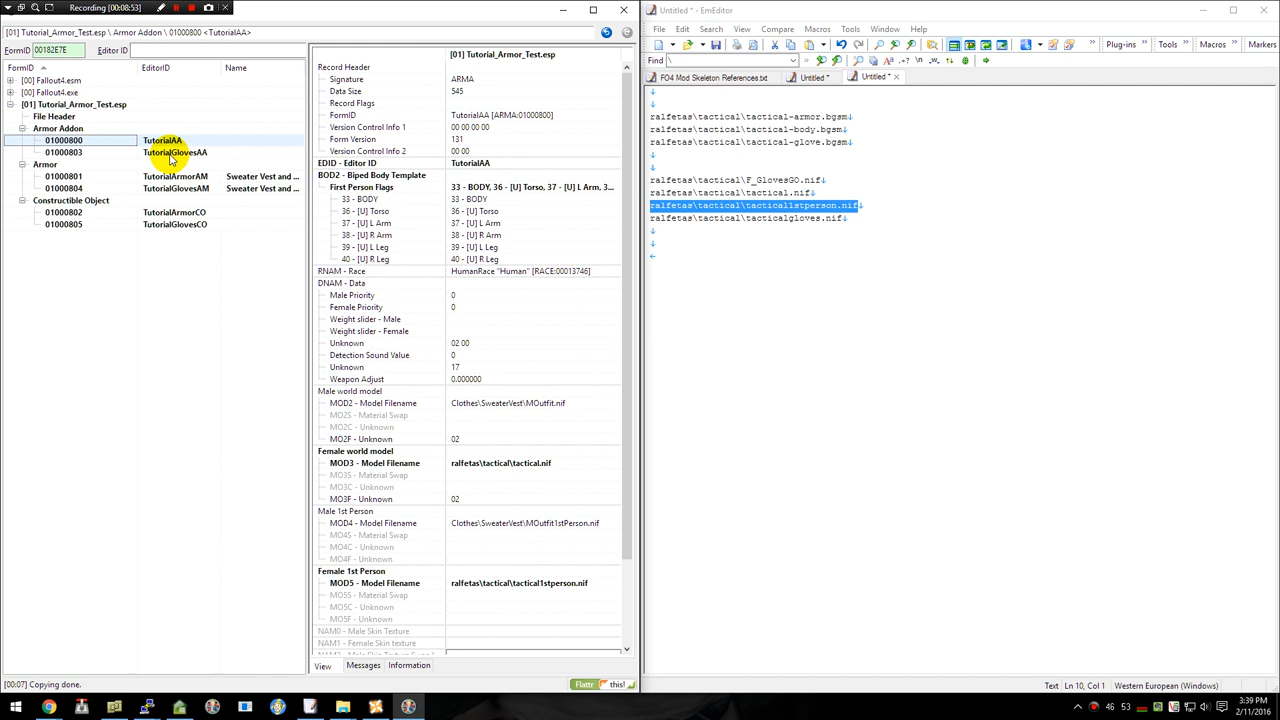 Recording [00:08:53]
[01] Tutorial_Armor_Test.esp \ Armor Addon \ 01000800 <TutorialAA>
FormID 00182E7E Editor ID
FormID EditorID Name
[00] Fallout4.esm
[00] Fallout4.exe
[01] Tutorial_Armor_Test.esp
File Header
Armor Addon
01000800 TutorialAA
01000803 TutorialGlovesAA
Armor
01000801 TutorialArmorAM Sweater Vest and ...
01000804 TutorialGlovesAM Sweater Vest and ...
Constructible Object
01000802 TutorialArmorCO
01000805 TutorialGlovesCO
[01] Tutorial_Armor_Test.esp
Record Header
Signature ARMA
Data Size 545
Record Flags
FormID TutorialAA [ARMA:01000800]
Version Control Info 1 00 00 00 00
Form Version 131
Version Control Info 2 00 00
EDID - Editor ID TutorialAA
BOD2 - Biped Body Template
First Person Flags 33 - BODY, 36 - [U] Torso, 37 - [U] L Arm, 3...
33 - BODY 33 - BODY
36 - [U] Torso 36 - [U] Torso
37 - [U] L Arm 37 - [U] L Arm
38 - [U] R Arm 38 - [U] R Arm
39 - [U] L Leg 39 - [U] L Leg
40 - [U] R Leg 40 - [U] R Leg
RNAM - Race HumanRace "Human" [RACE:00013746]
DNAM - Data
Male Priority 0
Female Priority 0
Weight slider - Male
Weight slider - Female
Unknown 02 00
Detection Sound Value 0
Unknown 17
Weapon Adjust 0.000000
Male world model
MOD2 - Model Filename Clothes\SweaterVest\MOutfit.nif
MO2S - Material Swap
MO2C - Unknown
MO2F - Unknown 02
Female world model
MOD3 - Model Filename ralfetas\tactical\tactical.nif
MO3S - Material Swap
MO3C - Unknown
MO3F - Unknown 02
Male 1st Person
MOD4 - Model Filename Clothes\SweaterVest\MOutfit1stPerson.nif
MO4S - Material Swap
MO4C - Unknown
MO4F - Unknown
Female 1st Person
MOD5 - Model Filename ralfetas\tactical\tactical1stperson.nif
MO5S - Material Swap
MO5C - Unknown
MO5F - Unknown
NAM0 - Male Skin Texture
NAM1 - Female Skin texture
View Messages Information
[00:07] Copying done.
Flattr this!
Untitled * - EmEditor
File Edit Search View Compare Macros Tools Window Help
Plug-ins Tools Macros Markers
Find \
FO4 Mod Skeleton References.txt Untitled * Untitled *
ralfetas\tactical\tactical-armor.bgsm
ralfetas\tactical\tactical-body.bgsm
ralfetas\tactical\tactical-glove.bgsm
ralfetas\tactical\F_GlovesGO.nif
ralfetas\tactical\tactical.nif
ralfetas\tactical\tactical1stperson.nif
ralfetas\tactical\tacticalgloves.nif
Text Ln 10, Col 1 Western European (Windows)
46 53
3:39 PM
2/11/2016